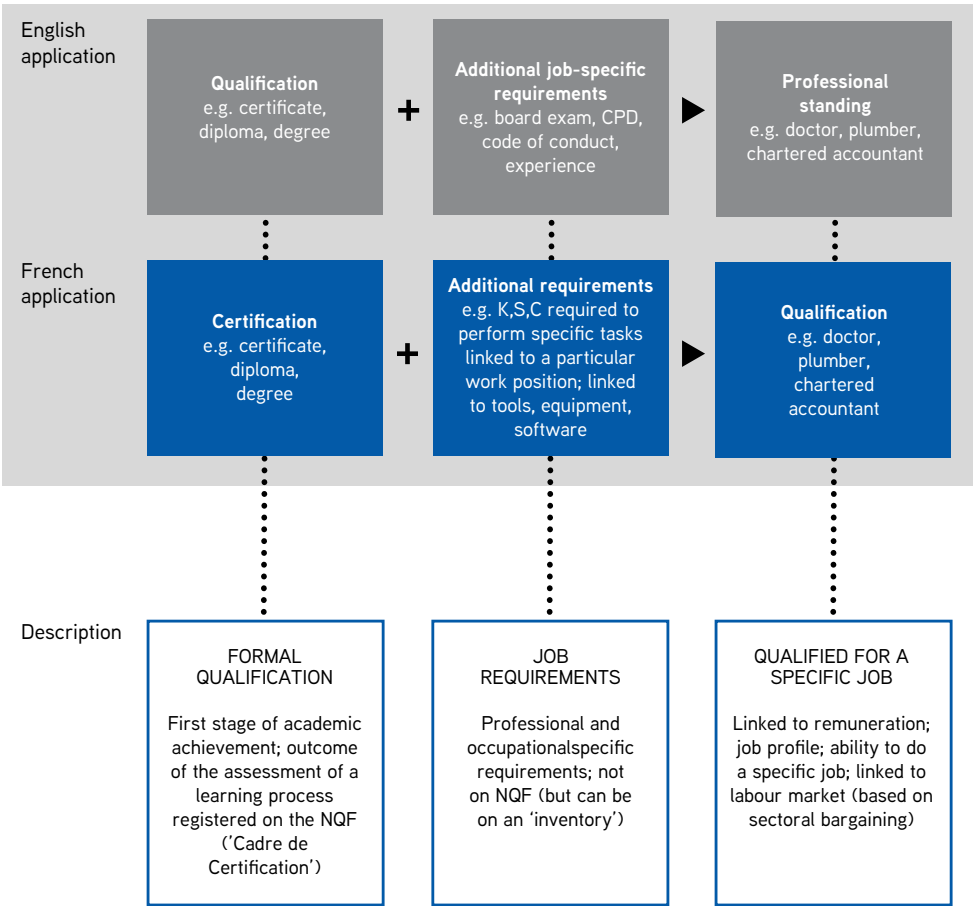 English
application
Qualification
e.g. certificate,
diploma, degree
+
Additional job-specific
requirements
e.g. board exam, CPD,
code of conduct,
experience
Professional
standing
e.g. doctor, plumber,
chartered accountant
French
application
Certification
e.g. certificate,
diploma,
degree
+
Additional requirements
e.g. K,S,C required to
perform specific tasks
linked to a particular
work position; linked
to tools, equipment,
software
Qualification
e.g. doctor,
plumber,
chartered
accountant
Description
FORMAL
QUALIFICATION
First stage of academic
achievement; outcome
of the assessment of a
learning process
registered on the NQF
(’Cadre de
Certification’)
JOB
REQUIREMENTS
Professional and
occupationalspecific
requirements; not
on NQF (but can be
on an ‘inventory’)
QUALIFIED FOR A
SPECIFIC JOB
Linked to remuneration;
job profile; ability to do
a specific job; linked to
labour market (based on
sectoral bargaining)